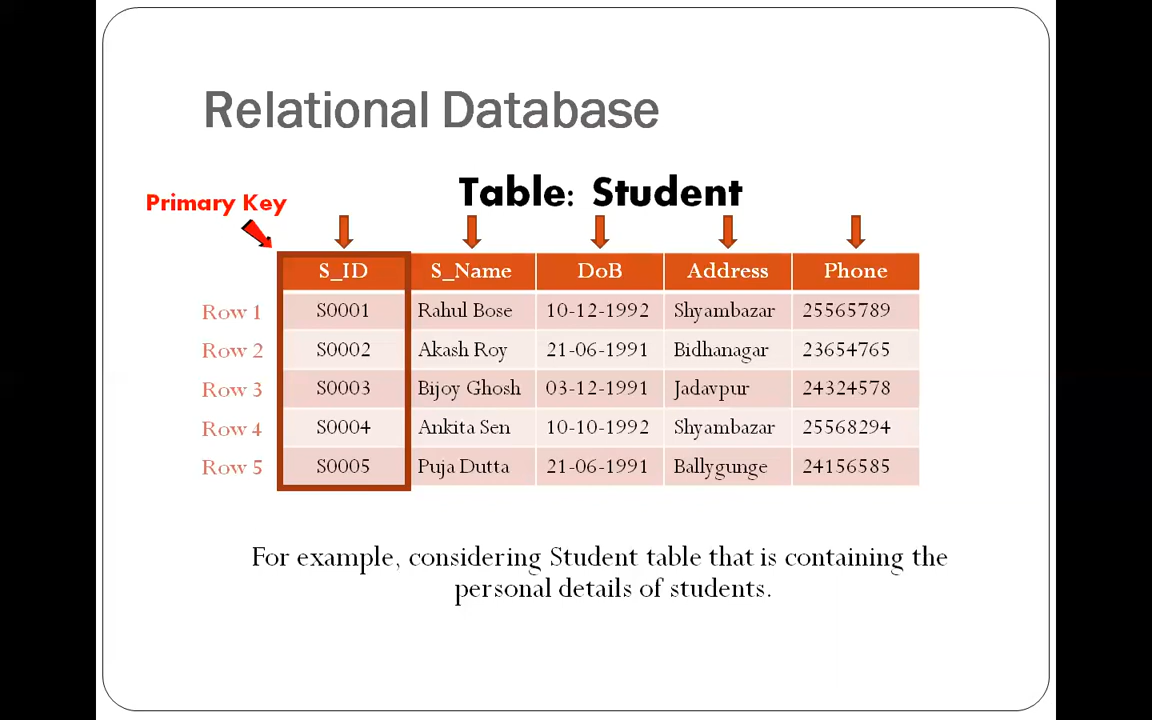 Relational Database
Table: Student
Primary Key
S_ID S_Name DoB Address Phone
Row 1 S0001 Rahul Bose 10-12-1992 Shyambazar 25565789
Row 2 S0002 Akash Roy 21-06-1991 Bidhanagar 23654765
Row 3 S0003 Bijoy Ghosh 03-12-1991 Jadavpur 24324578
Row 4 S0004 Ankita Sen 10-10-1992 Shyambazar 25568294
Row 5 S0005 Puja Dutta 21-06-1991 Ballygunge 24156585
For example, considering Student table that is containing the
personal details of students.